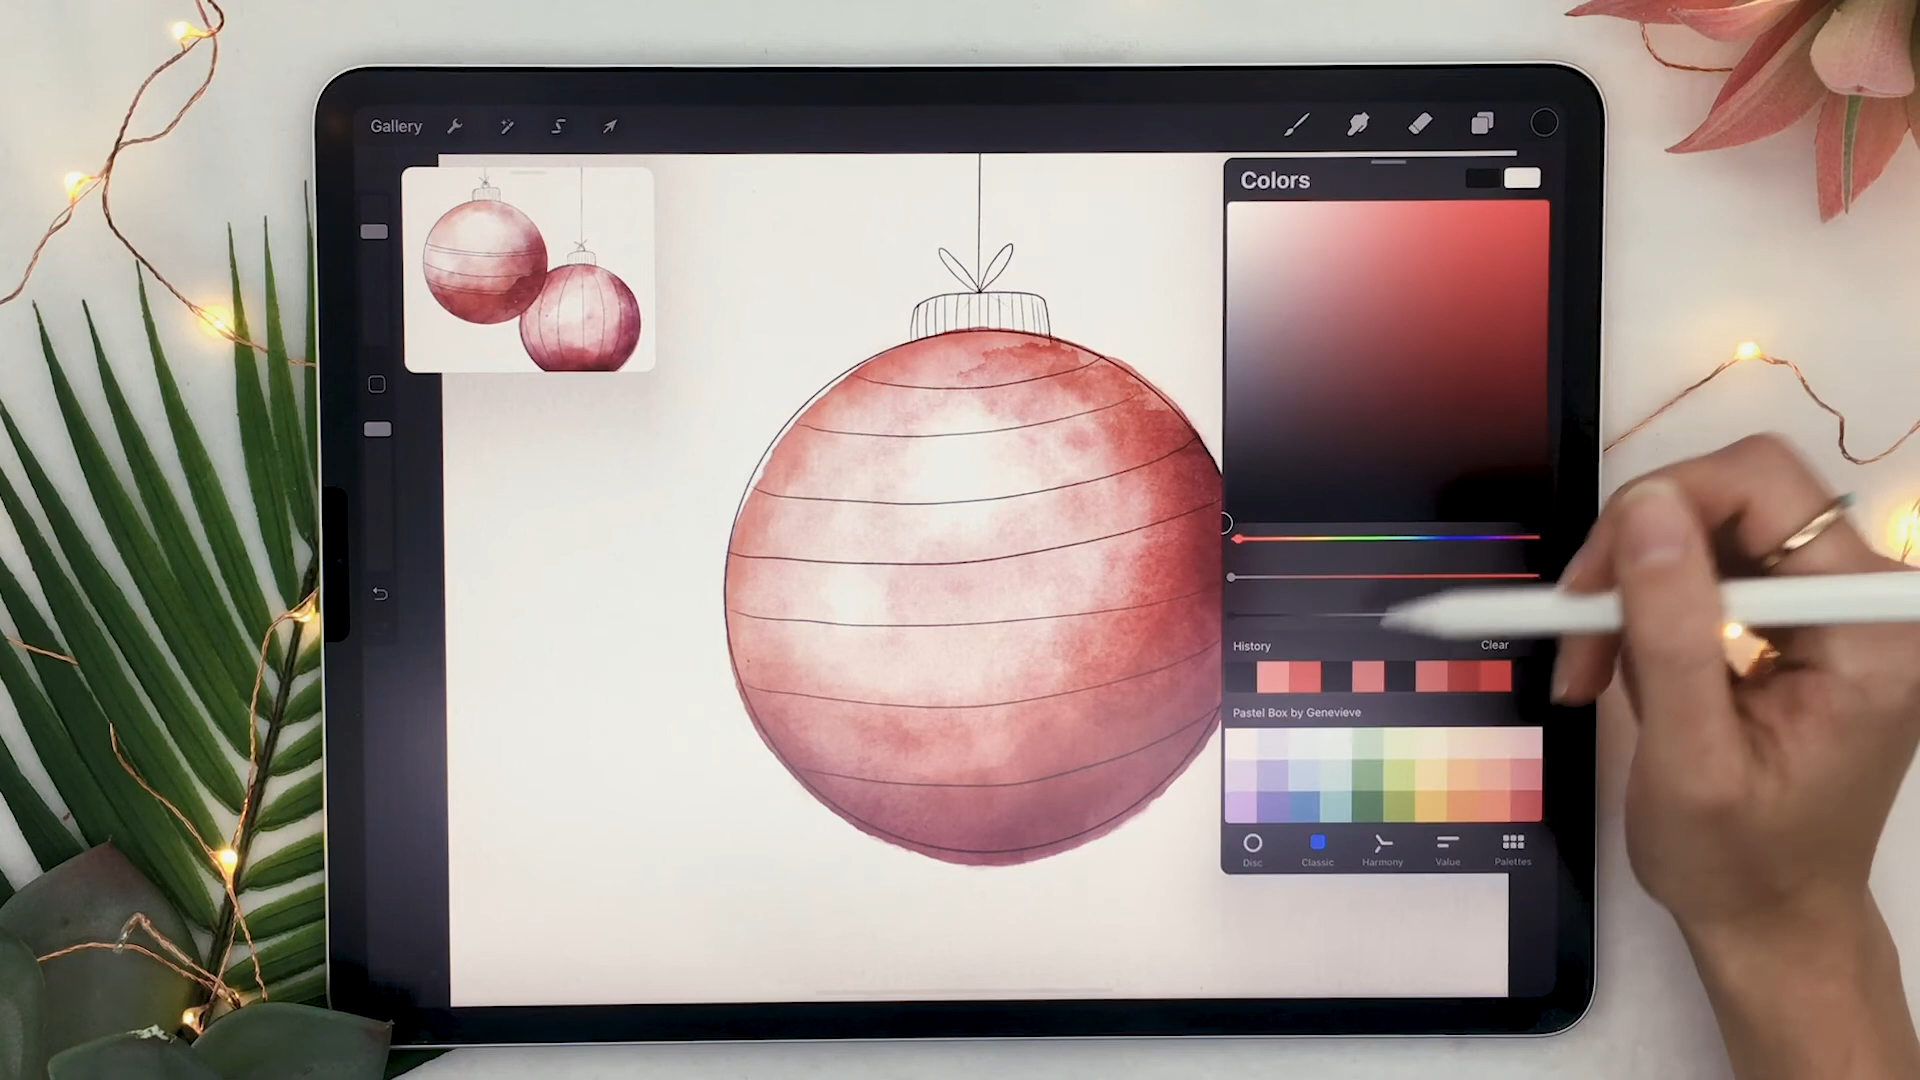 Gallery
Colors
History Clear
Pastel Box by Genevieve
Disc Classic Harmony Value Palettes